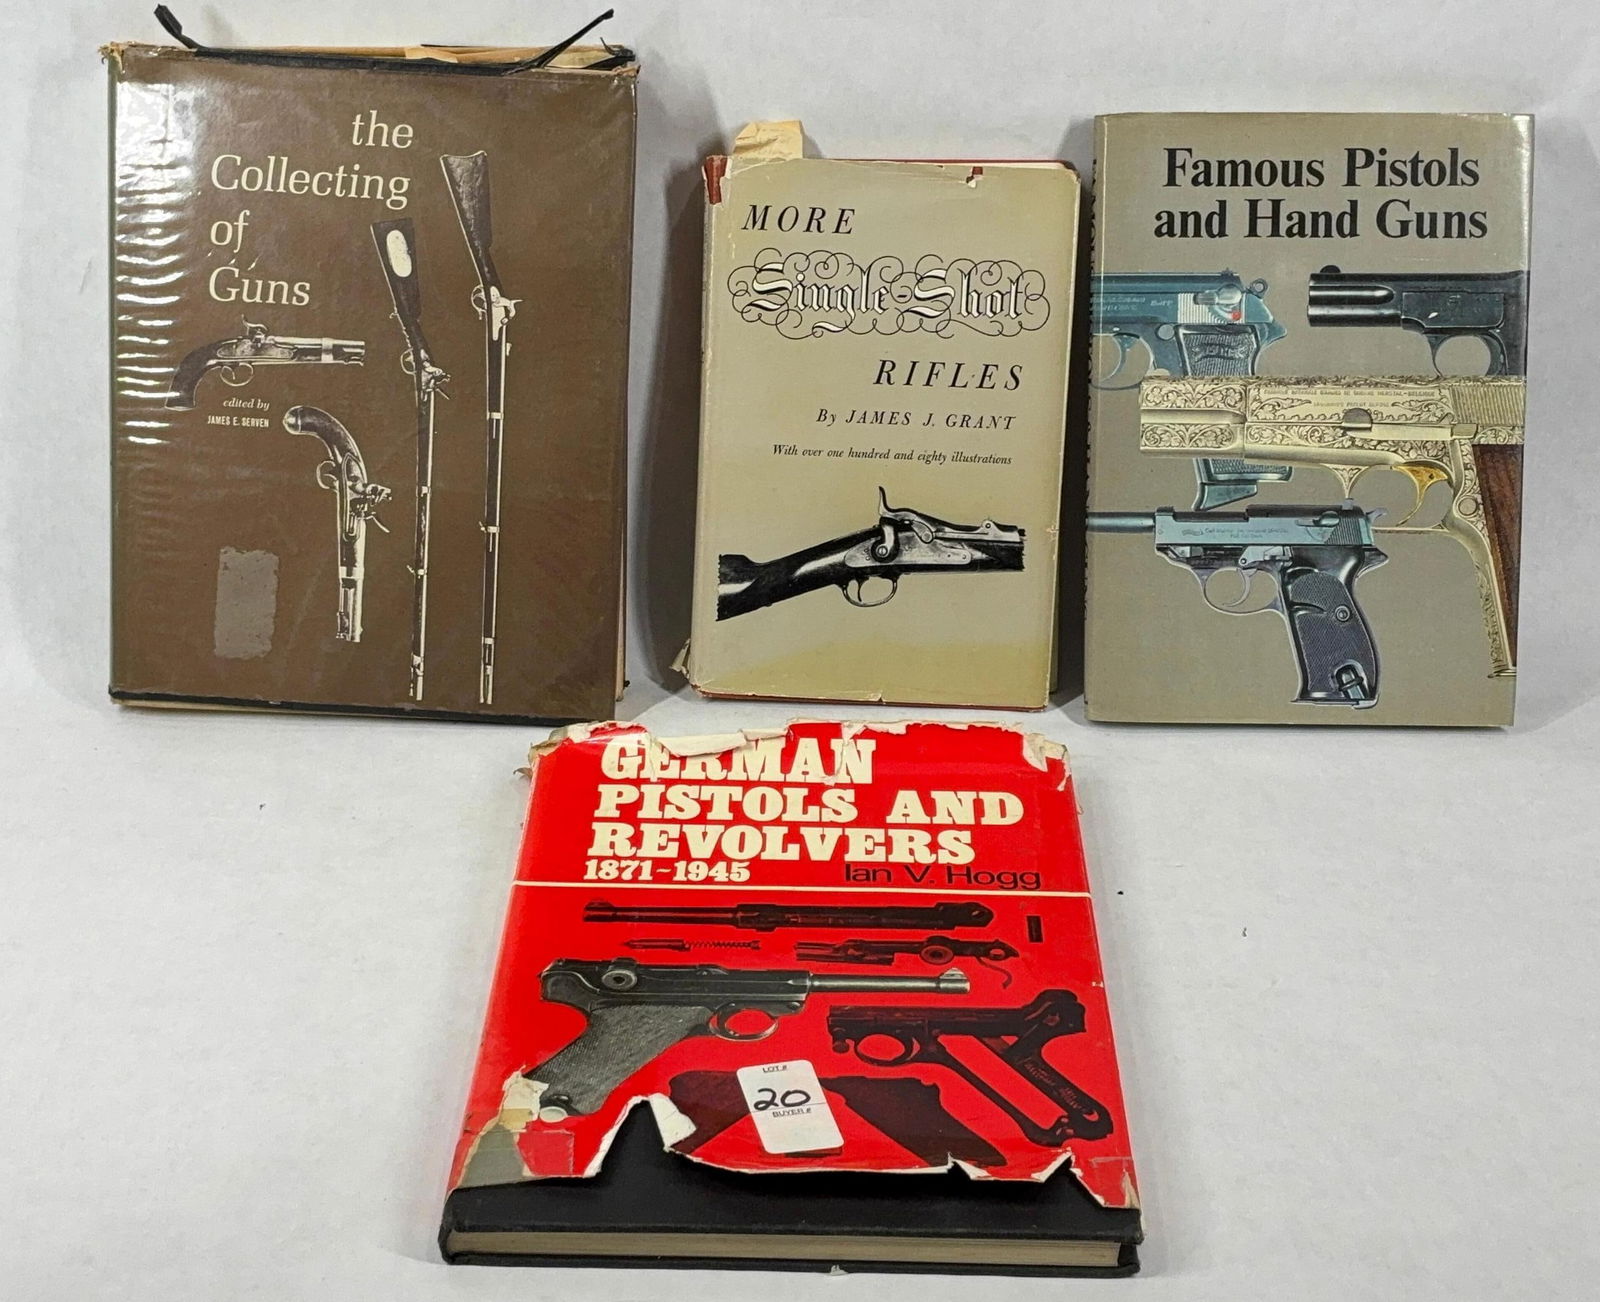 the
Collecting
of
Guns
edited by
JAMES E. SERVEN
MORE
Single-Shot
RIFLES
By JAMES J. GRANT
With over one hundred and eighty illustrations
Famous Pistols
and Hand Guns
GERMAN
PISTOLS AND
REVOLVERS
1871-1945
Ian V. Hogg
LOT #
20
BUYER #